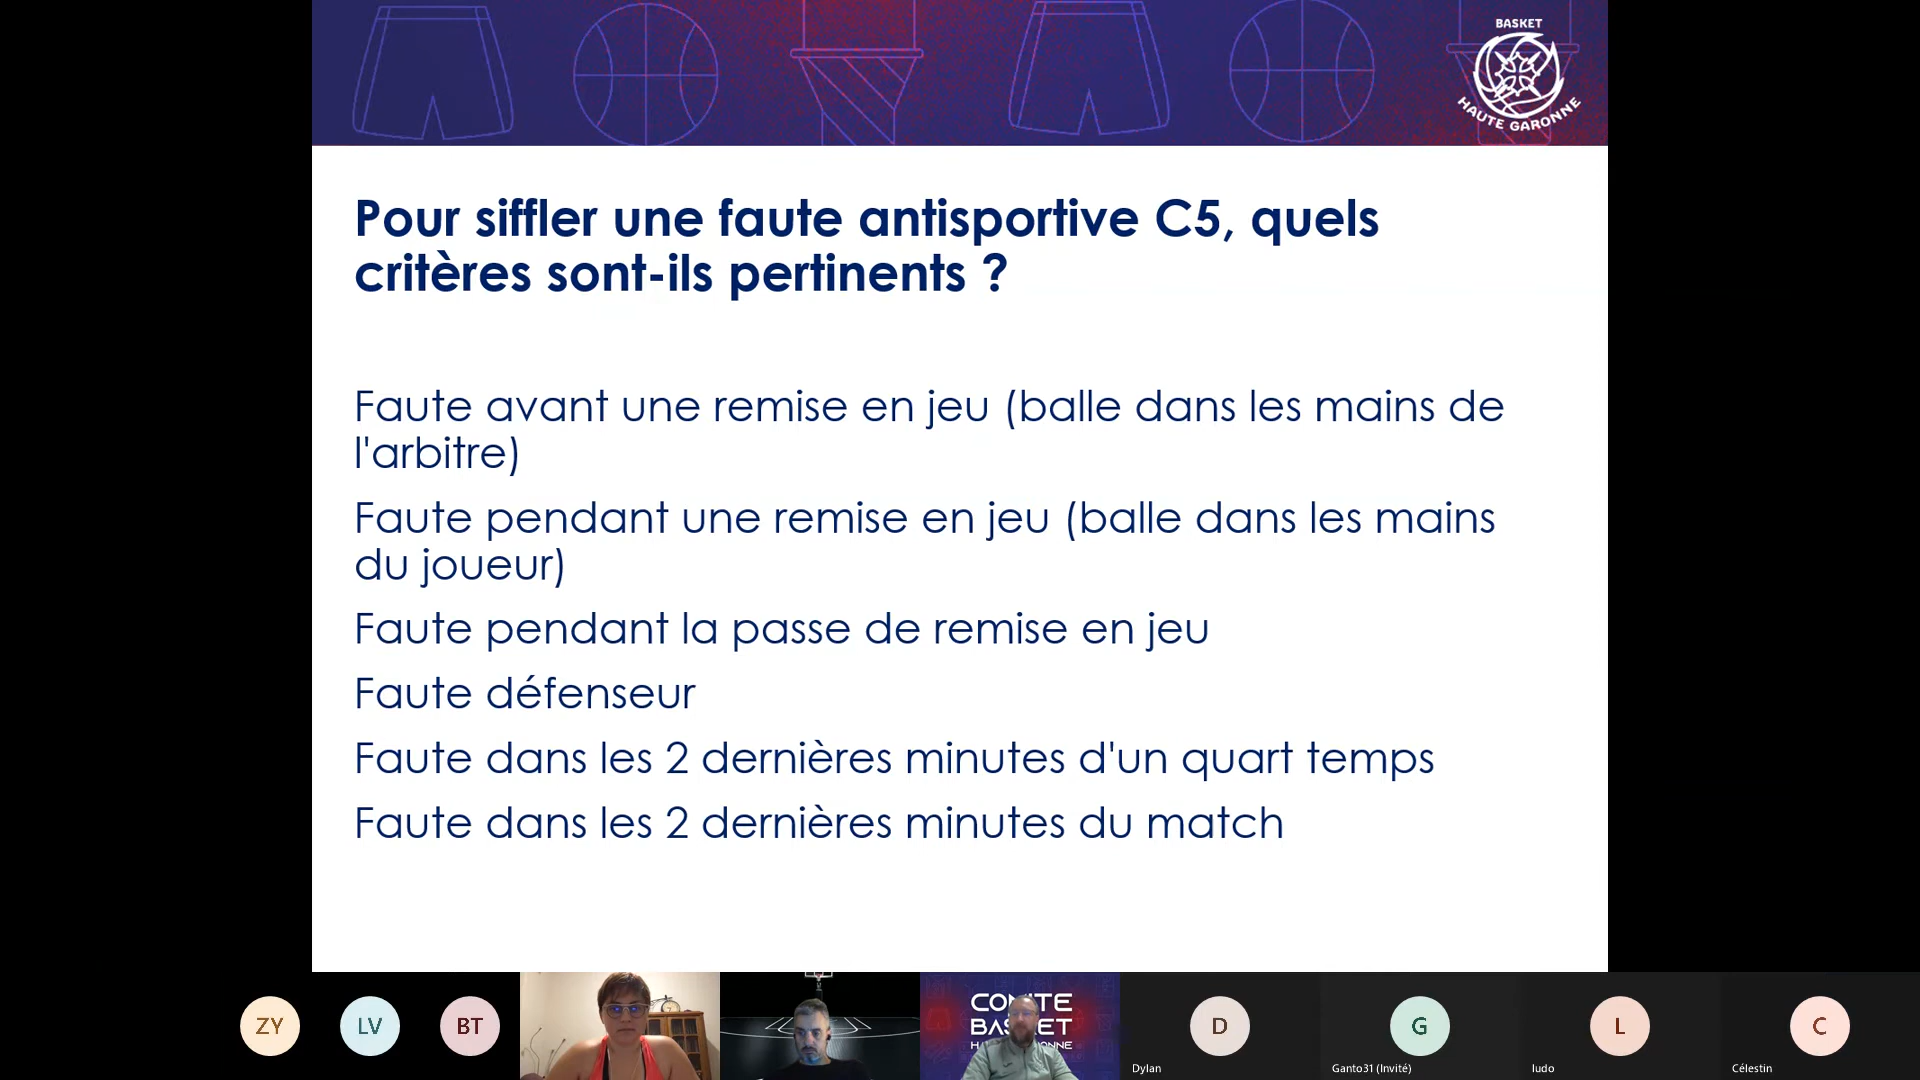 BASKET
HAUTE GARONNE
Pour siffler une faute antisportive C5, quels
critères sont-ils pertinents ?
Faute avant une remise en jeu (balle dans les mains de
l'arbitre)
Faute pendant une remise en jeu (balle dans les mains
du joueur)
Faute pendant la passe de remise en jeu
Faute défenseur
Faute dans les 2 dernières minutes d'un quart temps
Faute dans les 2 dernières minutes du match
ZY
LV
BT
D
Dylan
G
Ganto31 (Invité)
L
ludo
C
Célestin